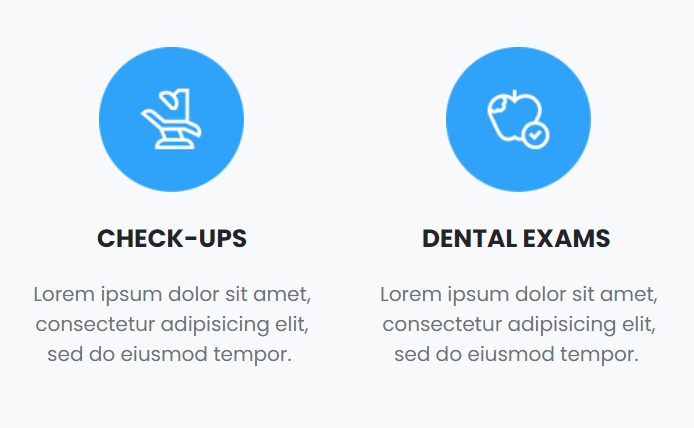 CHECK-UPS
Lorem ipsum dolor sit amet,
consectetur adipisicing elit,
sed do eiusmod tempor.
DENTAL EXAMS
Lorem ipsum dolor sit amet,
consectetur adipisicing elit,
sed do eiusmod tempor.